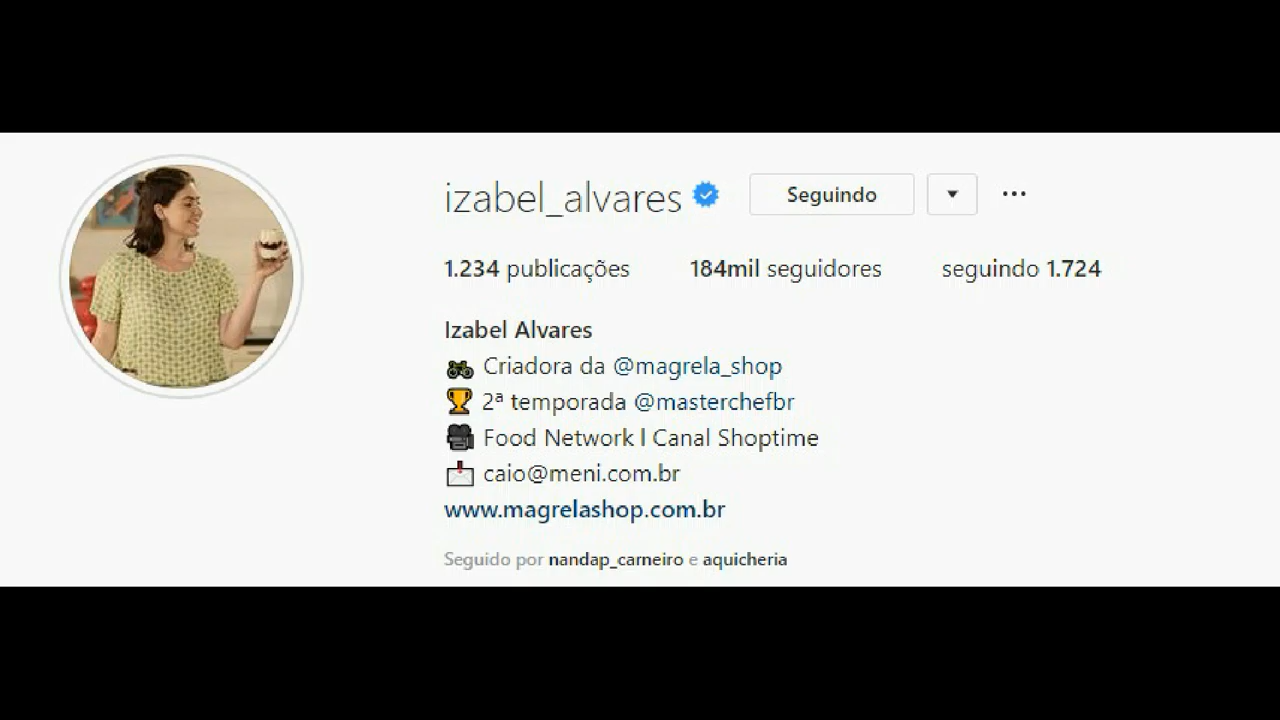 izabel_alvares Seguindo
1.234 publicações 184mil seguidores seguindo 1.724
Izabel Alvares
Criadora da @magrela_shop
2ª temporada @masterchefbr
Food Network l Canal Shoptime
caio@meni.com.br
www.magrelashop.com.br
Seguido por nandap_carneiro e aquicheria